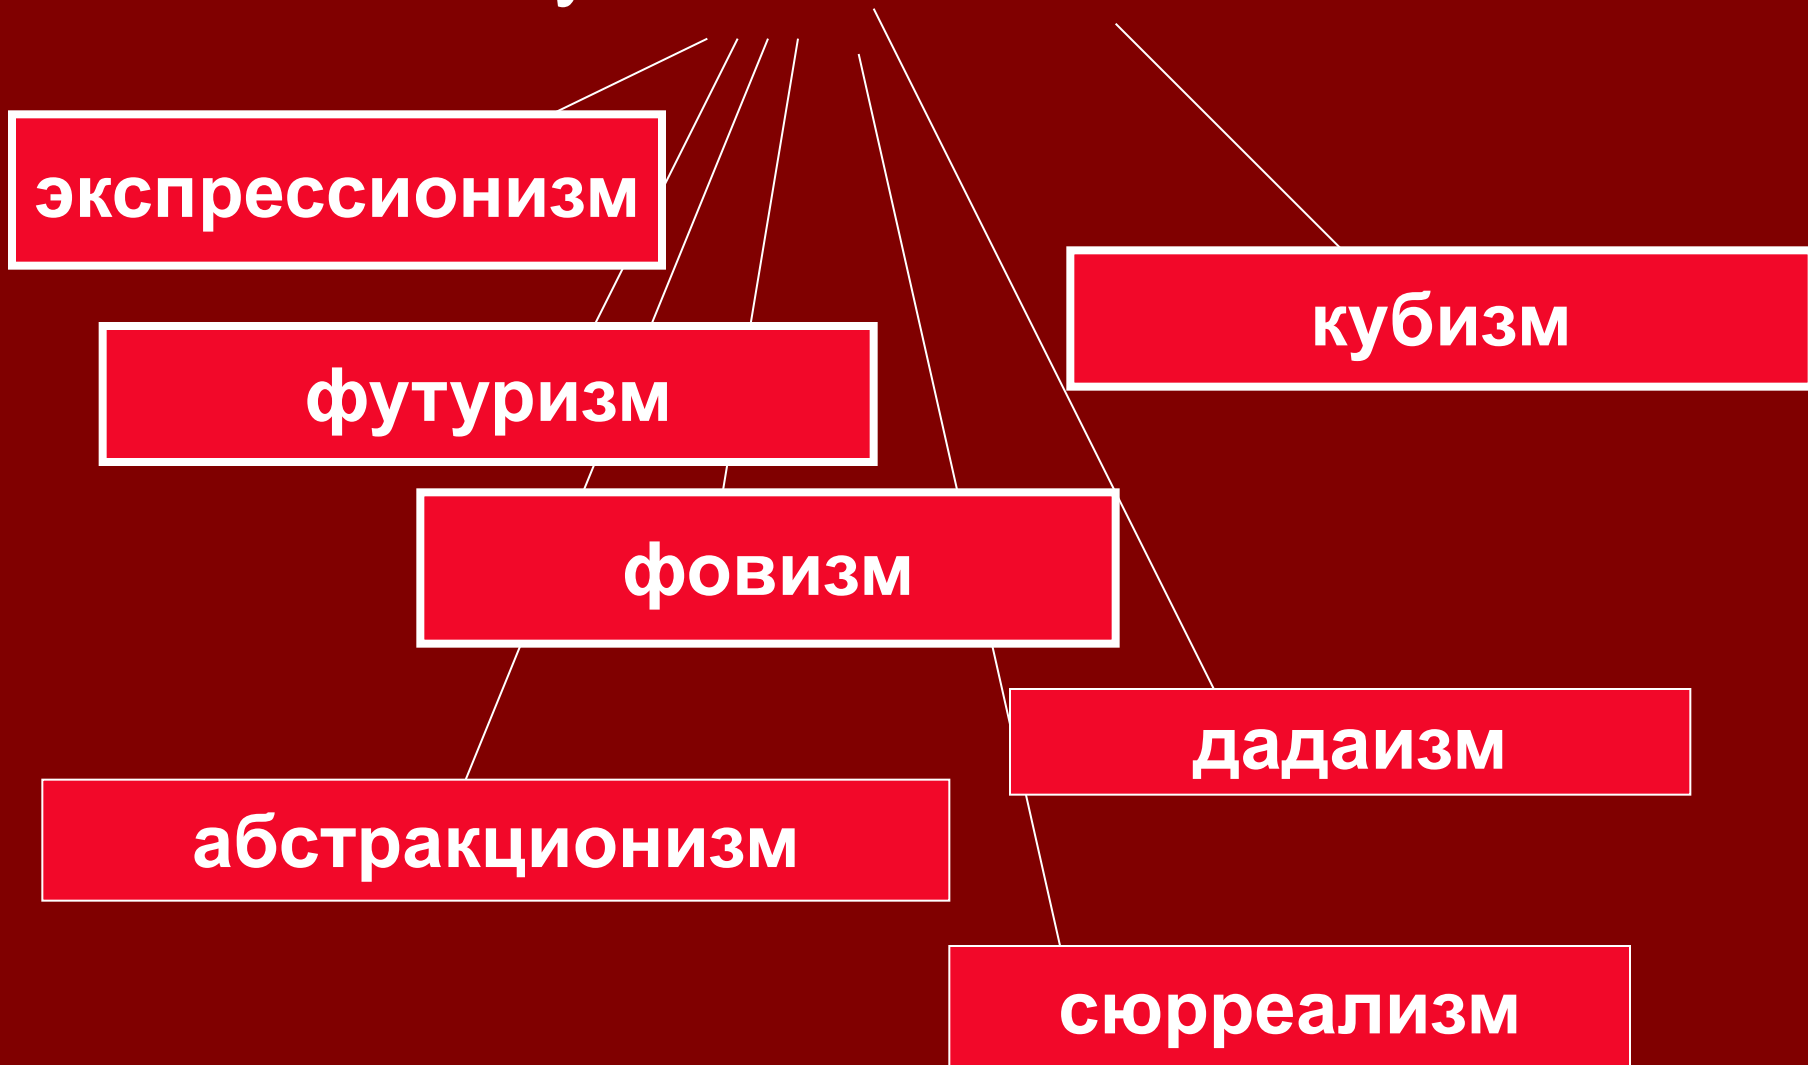 экспрессионизм
кубизм
футуризм
фовизм
дадаизм
абстракционизм
сюрреализм